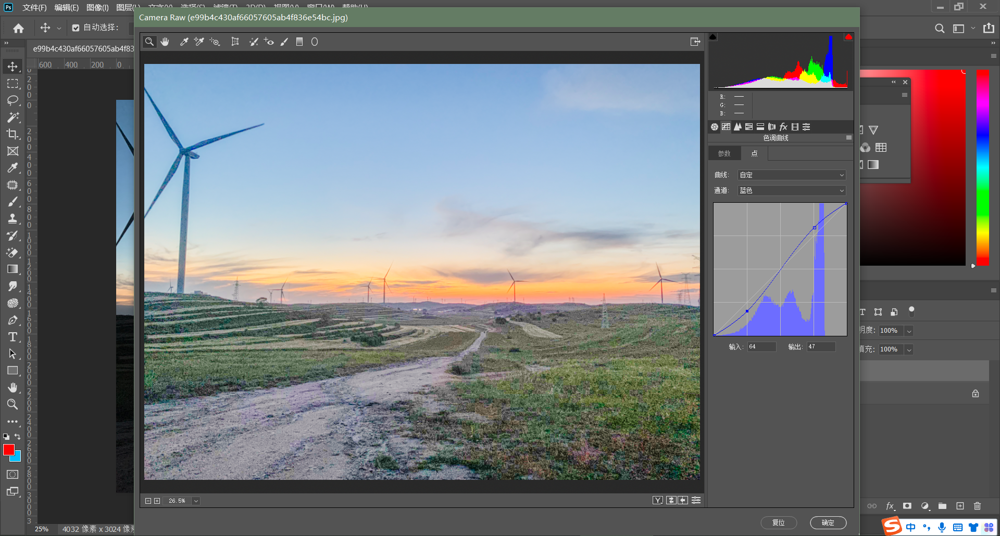 Ps 文件(F) 编辑(E) 图像(I)
Camera Raw (e99b4c430af66057605ab4f836e54bc.jpg)
自动选择：
e99b4c430af66057605ab4f83
600 400 200 0
R:
G:
B:
色调曲线
参数 点
曲线: 自定
通道: 蓝色
输入: 64 输出: 47
明度: 100%
填充: 100%
26.5%
复位 确定
25% 4032 像素 x 3024 像素
中